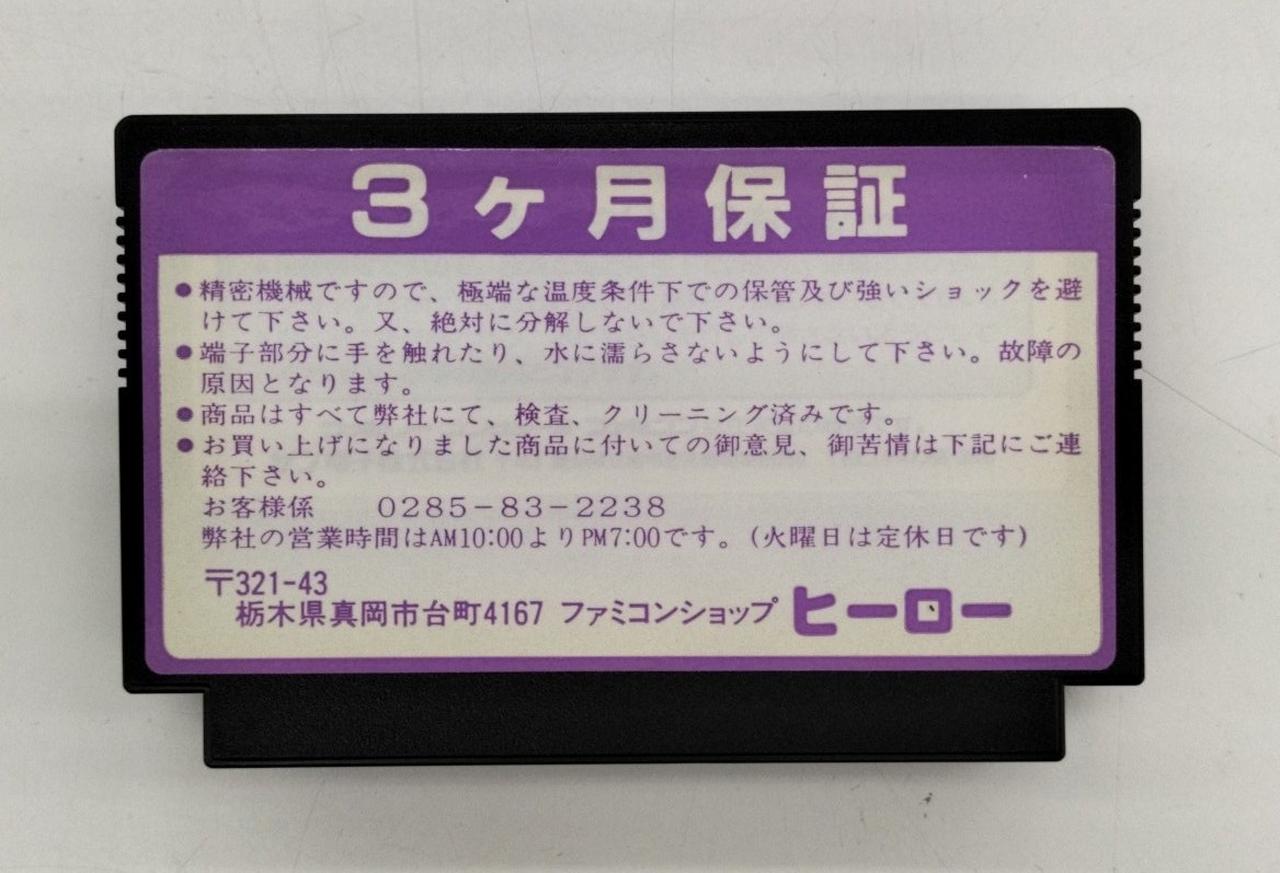 3ヶ月保証
●精密機械ですので、極端な温度条件下での保管及び強いショックを避
けて下さい。又、絶対に分解しないで下さい。
●端子部分に手を触れたり、水に濡らさないようにして下さい。故障の
原因となります。
●商品はすべて弊社にて、検査、クリーニング済みです。
●お買い上げになりました商品に付いての御意見、御苦情は下記にご連
絡下さい。
お客様係 0285-83-2238
弊社の営業時間はAM10:00よりPM7:00です。(火曜日は定休日です)
〒321-43
栃木県真岡市台町4167 ファミコンショップ ヒーロー